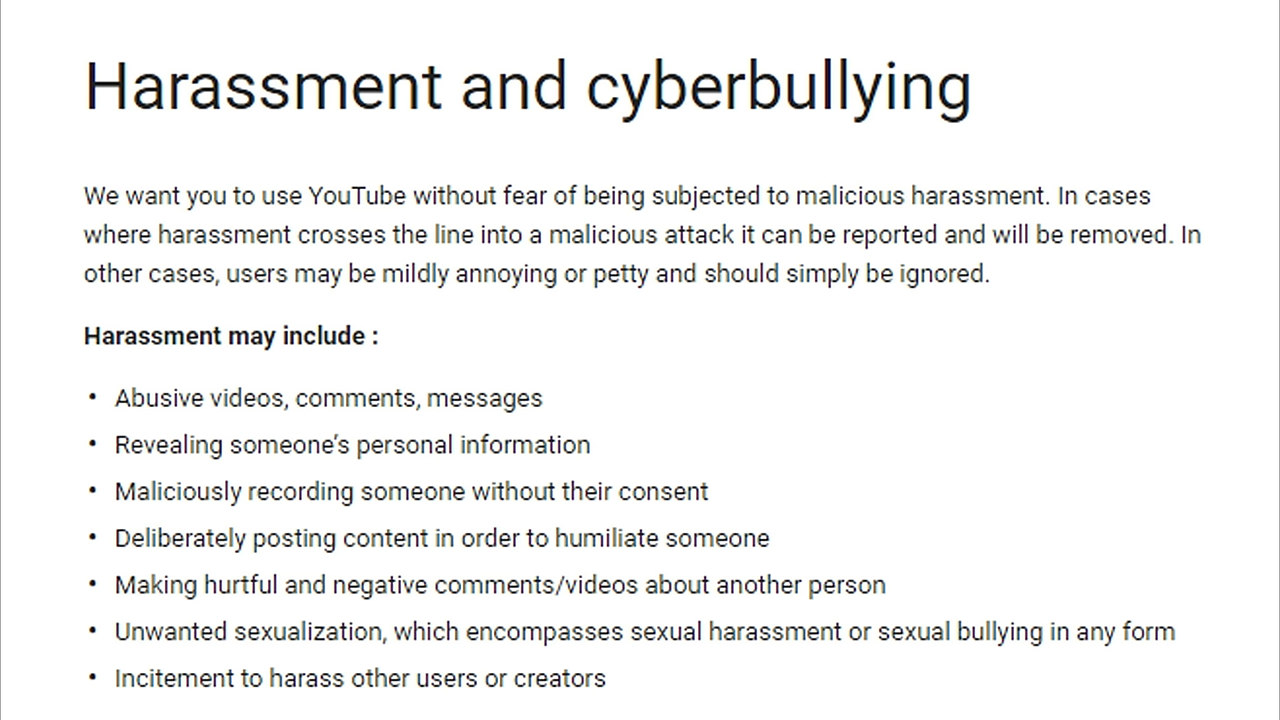 Harassment and cyberbullying
We want you to use YouTube without fear of being subjected to malicious harassment. In cases
where harassment crosses the line into a malicious attack it can be reported and will be removed. In
other cases, users may be mildly annoying or petty and should simply be ignored.
Harassment may include :
• Abusive videos, comments, messages
• Revealing someone’s personal information
• Maliciously recording someone without their consent
• Deliberately posting content in order to humiliate someone
• Making hurtful and negative comments/videos about another person
• Unwanted sexualization, which encompasses sexual harassment or sexual bullying in any form
• Incitement to harass other users or creators